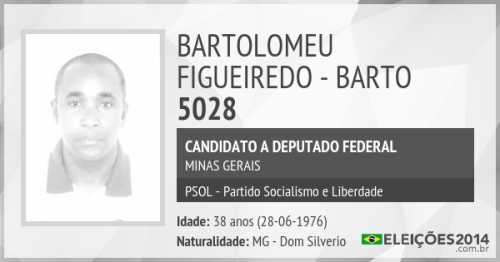 BARTOLOMEU
FIGUEIREDO - BARTO
5028
CANDIDATO A DEPUTADO FEDERAL
MINAS GERAIS
PSOL - Partido Socialismo e Liberdade
Idade: 38 anos (28-06-1976)
Naturalidade: MG - Dom Silverio
ELEIÇÕES2014
.com.br